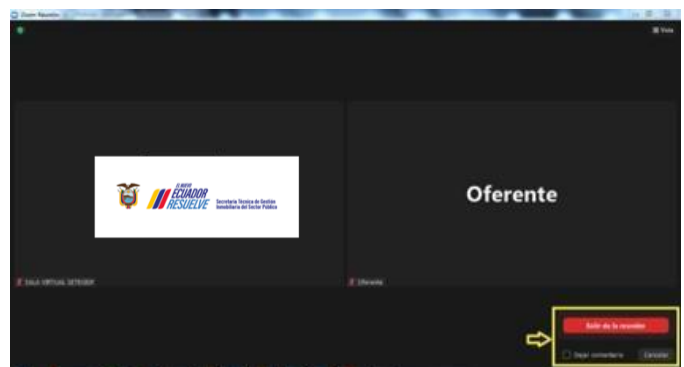 Zoom Reunión
Vista
EL NUEVO
ECUADOR
RESUELVE
Secretaría Técnica de Gestión
Inmobiliaria del Sector Público
Oferente
SALA VIRTUAL SETEGISP
Oferente
Salir de la reunión
Dejar comentario
Cancelar